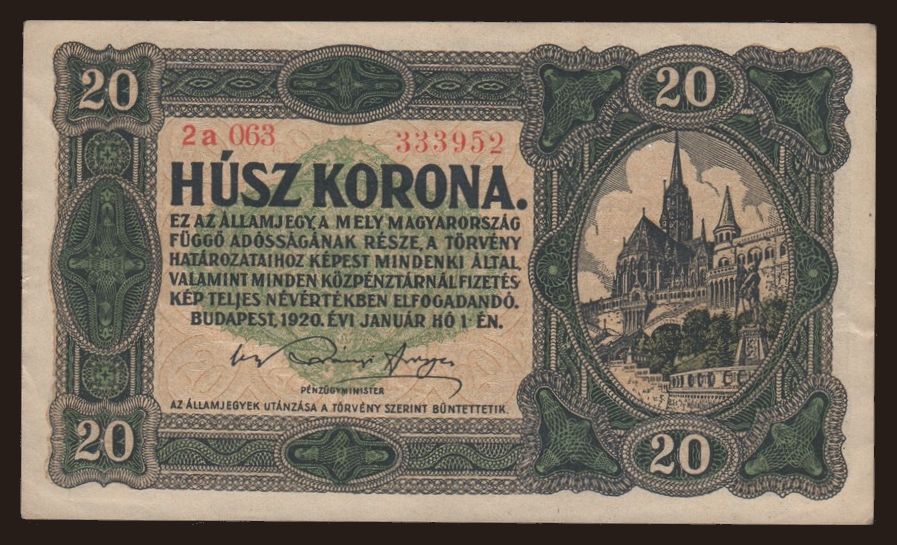 20 20
2a 063 333952
HÚSZ KORONA.
EZ AZ ÁLLAMJEGY, A MELY MAGYARORSZÁG
FÜGGŐ ADÓSSÁGÁNAK RÉSZE, A TÖRVÉNY
HATÁROZATAIHOZ KÉPEST MINDENKI ÁLTAL,
VALAMINT MINDEN KÖZPÉNZTÁRNÁL FIZETÉS-
KÉP TELJES NÉVÉRTÉKBEN ELFOGADANDÓ.
BUDAPEST, 1920. ÉVI JANUÁR HÓ 1-ÉN.
PÉNZÜGYMINISTER
AZ ÁLLAMJEGYEK UTÁNZÁSA A TÖRVÉNY SZERINT BÜNTETTETIK.
20 20